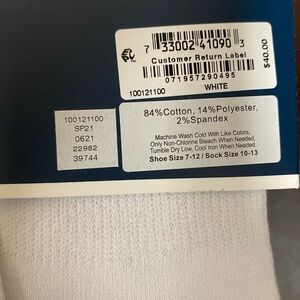 7 33002 41090 3
Customer Return Label
071957290495
100121100 WHITE
$40.00
100121100
SP21
0621
22982
39744
84%Cotton, 14%Polyester,
2%Spandex
Machine Wash Cold With Like Colors,
Only Non-Chlorine Bleach When Needed,
Tumble Dry Low, Cool Iron When Needed.
Shoe Size 7-12 / Sock Size 10-13